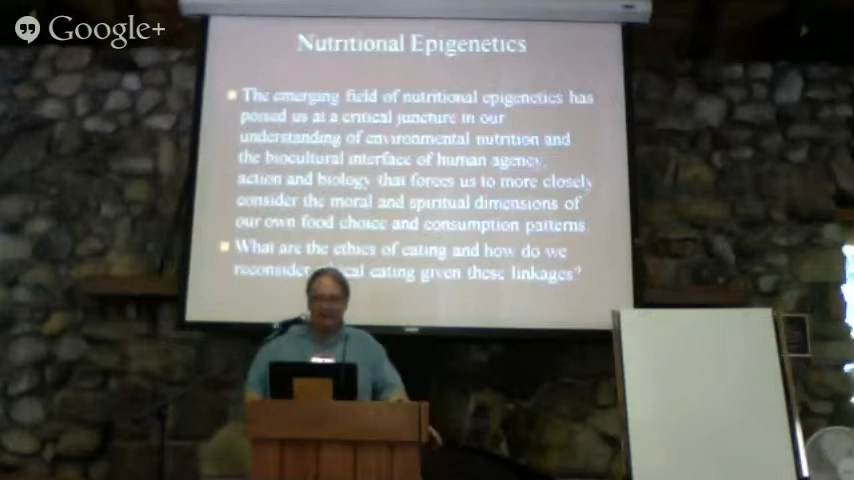 Google+
Nutritional Epigenetics
The emerging field of nutritional epigenetics has
poised us at a critical juncture in our
understanding of environmental nutrition and
the biocultural interface of human agency,
action and biology that forces us to more closely
consider the moral and spiritual dimensions of
our own food choice and consumption patterns.
What are the ethics of eating and how do we
eating given these linkages?